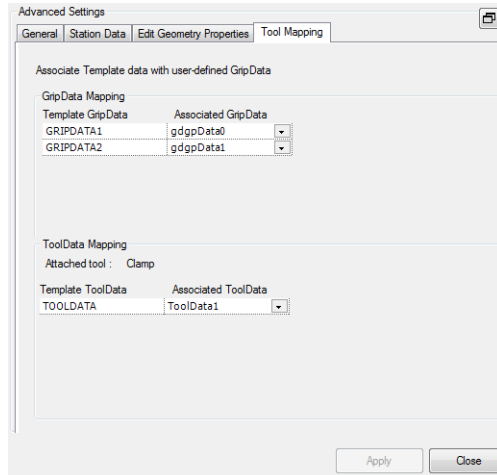 Advanced Settings
General Station Data Edit Geometry Properties Tool Mapping
Associate Template data with user-defined GripData
GripData Mapping
Template GripData Associated GripData
GRIPDATA1 gdgpData0
GRIPDATA2 gdgpData1
ToolData Mapping
Attached tool : Clamp
Template ToolData Associated ToolData
TOOLDATA ToolData1
Apply Close